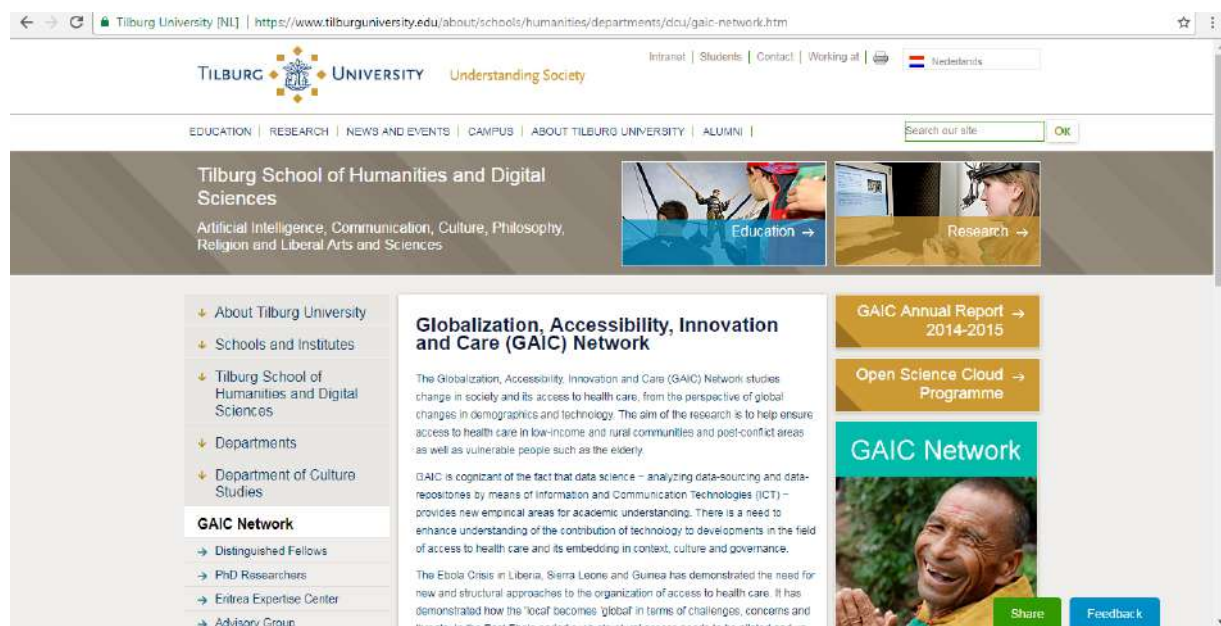 Tilburg University [NL] | https://www.tilburguniversity.edu/about/schools/humanities/departments/dcu/gaic-network.htm
TILBURG UNIVERSITY Understanding Society
Intranet | Students | Contact | Working at |
Nederlands
EDUCATION | RESEARCH | NEWS AND EVENTS | CAMPUS | ABOUT TILBURG UNIVERSITY | ALUMNI |
Search our site OK
Tilburg School of Humanities and Digital
Sciences
Artificial Intelligence, Communication, Culture, Philosophy,
Religion and Liberal Arts and Sciences
Education →
Research →
About Tilburg University
Schools and Institutes
Tilburg School of
Humanities and Digital
Sciences
Departments
Department of Culture
Studies
GAIC Network
→ Distinguished Fellows
→ PhD Researchers
→ Eritrea Expertise Center
→ Advisory Group
Globalization, Accessibility, Innovation
and Care (GAIC) Network
The Globalization, Accessibility, Innovation and Care (GAIC) Network studies
change in society and its access to health care, from the perspective of global
changes in demographics and technology. The aim of the research is to help ensure
access to health care in low-income and rural communities and post-conflict areas
as well as vulnerable people such as the elderly.
GAIC is cognizant of the fact that data science – analyzing data-sourcing and data-
repositories by means of Information and Communication Technologies (ICT) –
provides new empirical areas for academic understanding. There is a need to
enhance understanding of the contribution of technology to developments in the field
of access to health care and its embedding in context, culture and governance.
The Ebola Crisis in Liberia, Sierra Leone and Guinea has demonstrated the need for
new and structural approaches to the organization of access to health care. It has
demonstrated how the 'local' becomes 'global' in terms of challenges, concerns and
GAIC Annual Report →
2014-2015
Open Science Cloud →
Programme
GAIC Network
Share
Feedback